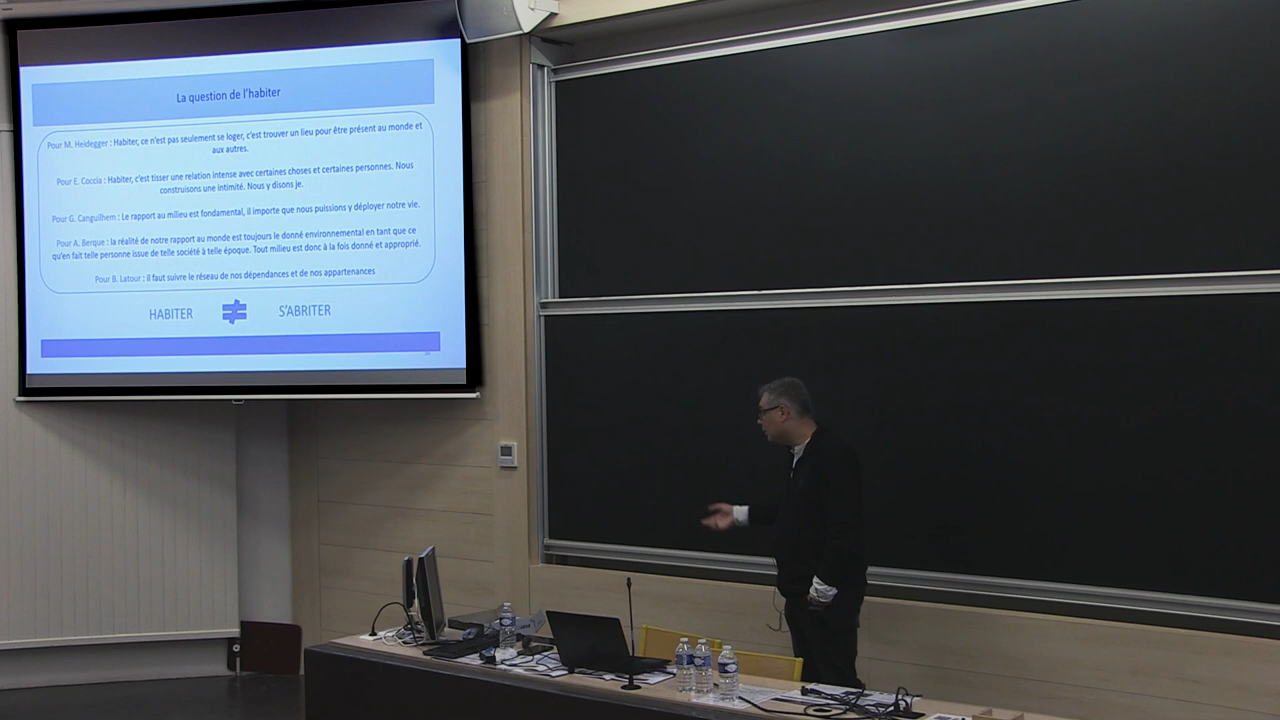 La question de l'habiter
Pour M. Heidegger : Habiter, ce n'est pas seulement se loger, c'est trouver un lieu pour être présent au monde et
aux autres.
Pour E. Coccia : Habiter, c'est tisser une relation intense avec certaines choses et certaines personnes. Nous
construisons une intimité. Nous y disons je.
Pour G. Canguilhem : Le rapport au milieu est fondamental, il importe que nous puissions y déployer notre vie.
Pour A. Berque : la réalité de notre rapport au monde est toujours le donné environnemental en tant que ce
qu'en fait telle personne issue de telle société à telle époque. Tout milieu est donc à la fois donné et approprié.
Pour B. Latour : il faut suivre le réseau de nos dépendances et de nos appartenances
HABITER ≠ S'ABRITER